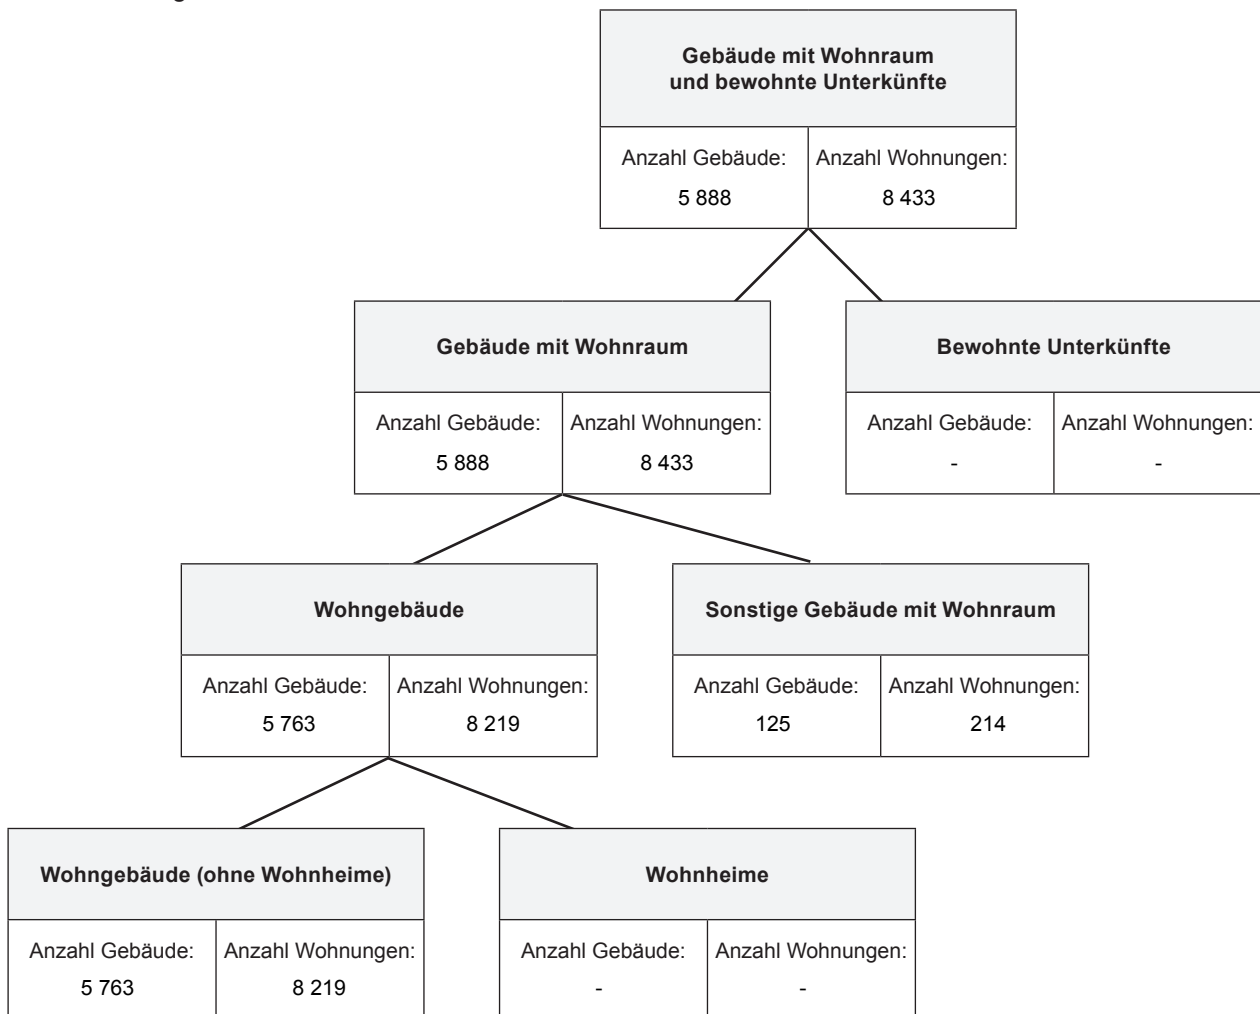 Gebäude mit Wohnraum
und bewohnte Unterkünfte
Anzahl Gebäude:
5 888
Anzahl Wohnungen:
8 433
Gebäude mit Wohnraum
Anzahl Gebäude:
5 888
Anzahl Wohnungen:
8 433
Bewohnte Unterkünfte
Anzahl Gebäude:
-
Anzahl Wohnungen:
-
Wohngebäude
Anzahl Gebäude:
5 763
Anzahl Wohnungen:
8 219
Sonstige Gebäude mit Wohnraum
Anzahl Gebäude:
125
Anzahl Wohnungen:
214
Wohngebäude (ohne Wohnheime)
Anzahl Gebäude:
5 763
Anzahl Wohnungen:
8 219
Wohnheime
Anzahl Gebäude:
-
Anzahl Wohnungen:
-